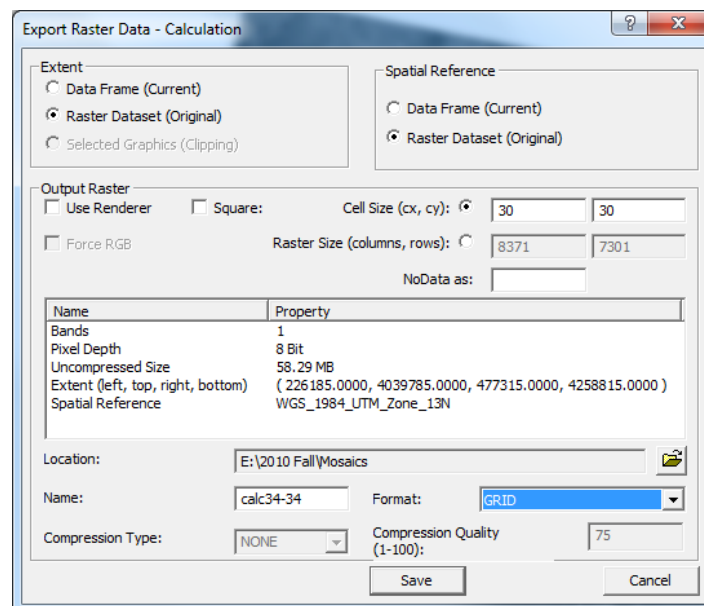 Export Raster Data - Calculation
Extent
Data Frame (Current)
Raster Dataset (Original)
Selected Graphics (Clipping)
Spatial Reference
Data Frame (Current)
Raster Dataset (Original)
Output Raster
Use Renderer Square: Cell Size (cx, cy): 30 30
Force RGB Raster Size (columns, rows): 8371 7301
NoData as:
Name Property
Bands 1
Pixel Depth 8 Bit
Uncompressed Size 58.29 MB
Extent (left, top, right, bottom) ( 226185.0000, 4039785.0000, 477315.0000, 4258815.0000 )
Spatial Reference WGS_1984_UTM_Zone_13N
Location: E:\2010 Fall\Mosaics
Name: calc34-34 Format: GRID
Compression Type: NONE Compression Quality (1-100): 75
Save Cancel